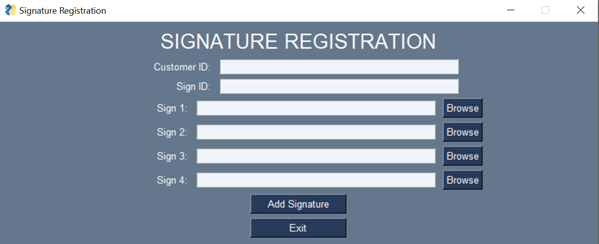 Signature Registration
SIGNATURE REGISTRATION
Customer ID:
Sign ID:
Sign 1: Browse
Sign 2: Browse
Sign 3: Browse
Sign 4: Browse
Add Signature
Exit